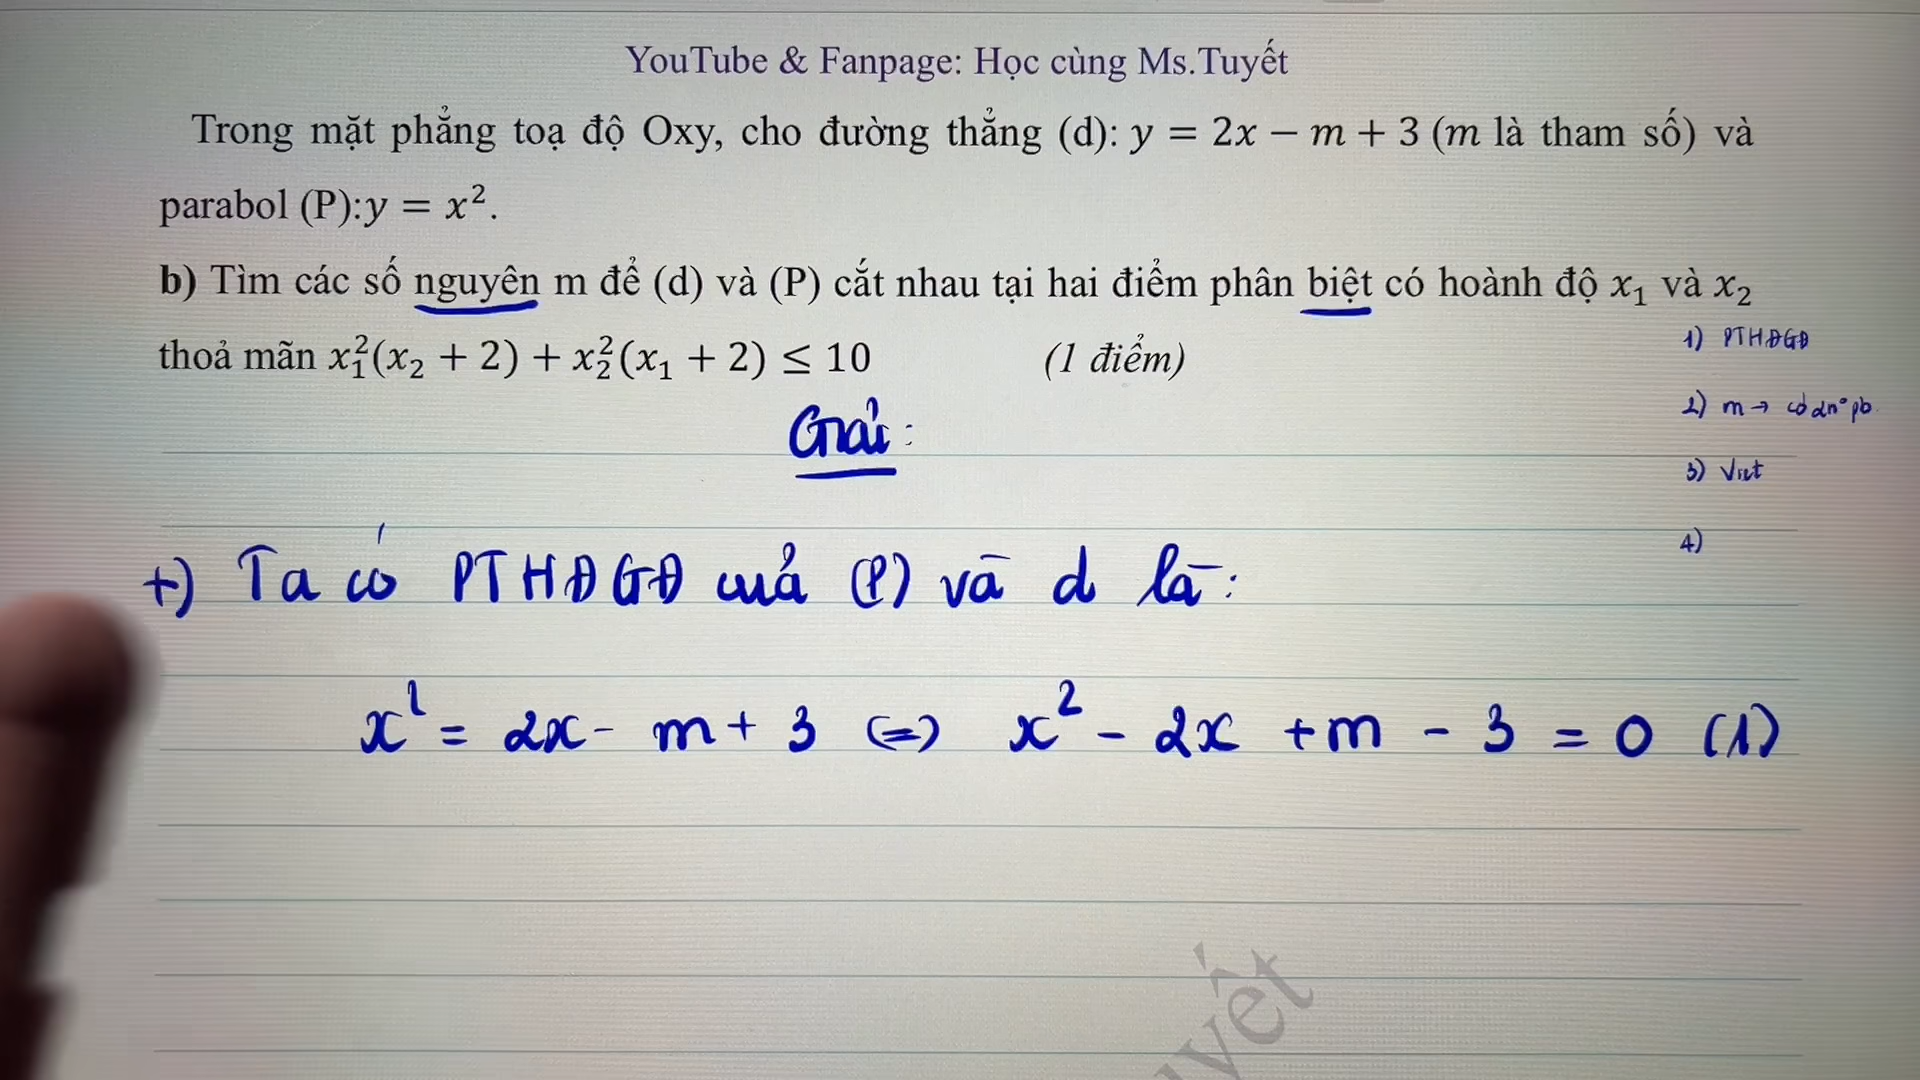 YouTube & Fanpage: Học cùng Ms.Tuyết
Trong mặt phẳng toạ độ Oxy, cho đường thẳng (d): y = 2x − m + 3 (m là tham số) và
parabol (P):y = x².
b) Tìm các số nguyên m để (d) và (P) cắt nhau tại hai điểm phân biệt có hoành độ x₁ và x₂
thoả mãn x₁²(x₂ + 2) + x₂²(x₁ + 2) ≤ 10 (1 điểm)
1) PTHĐGĐ
2) m → có 2n° pb
3) Viet
4)
Giải:
+) Ta có PTHĐGĐ của (P) và d là:
x² = 2x - m + 3 (=) x² - 2x + m - 3 = 0 (1)
yết